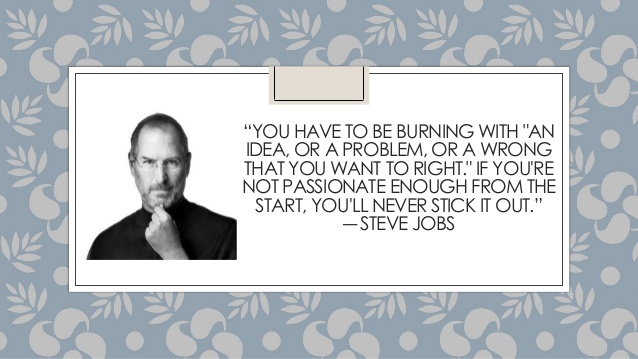 “YOU HAVE TO BE BURNING WITH "AN
IDEA, OR A PROBLEM, OR A WRONG
THAT YOU WANT TO RIGHT." IF YOU'RE
NOT PASSIONATE ENOUGH FROM THE
START, YOU'LL NEVER STICK IT OUT.”
―STEVE JOBS